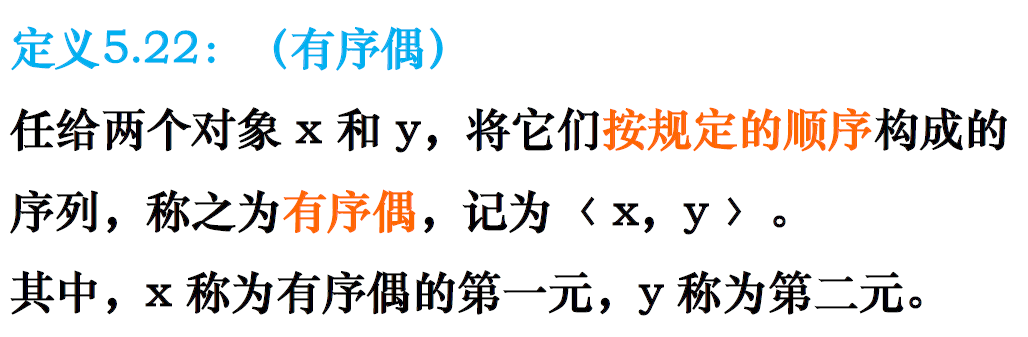 定义5.22：（有序偶）
任给两个对象 x 和 y，将它们按规定的顺序构成的
序列，称之为有序偶，记为〈 x，y 〉。
其中，x 称为有序偶的第一元，y 称为第二元。